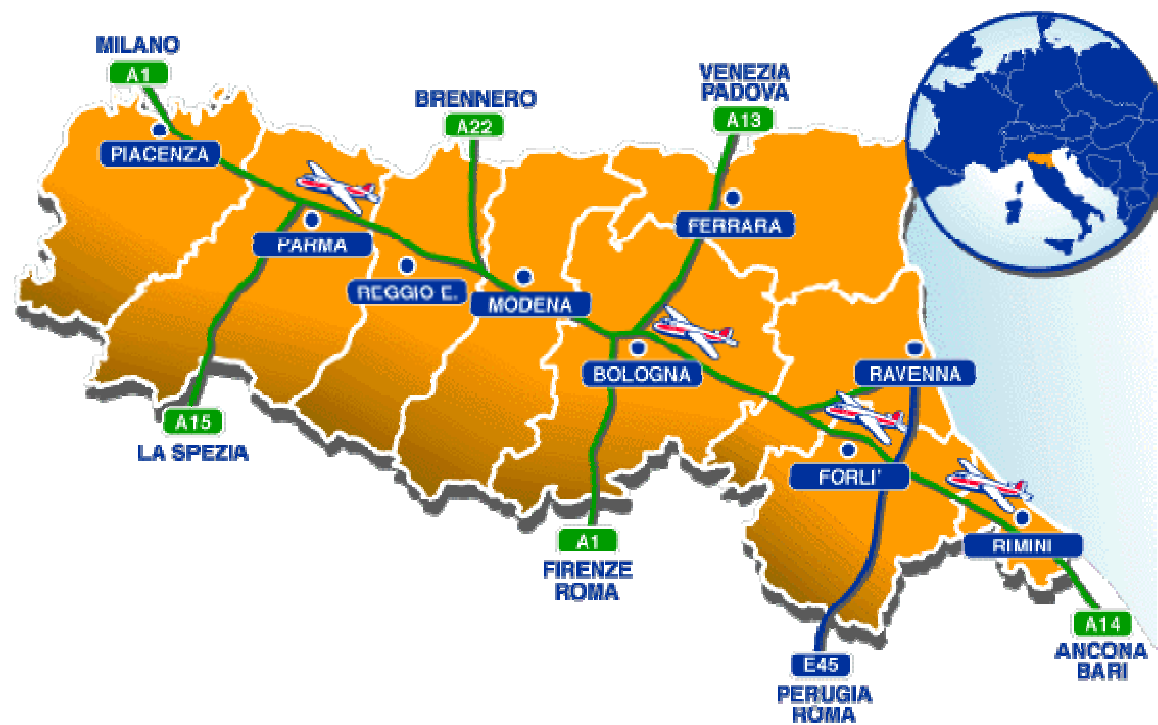 MILANO
A1
BRENNERO
A22
VENEZIA
PADOVA
A13
PIACENZA
FERRARA
PARMA
REGGIO E.
MODENA
BOLOGNA
RAVENNA
A15
LA SPEZIA
FORLI'
A1
FIRENZE
ROMA
RIMINI
A14
ANCONA
BARI
E45
PERUGIA
ROMA